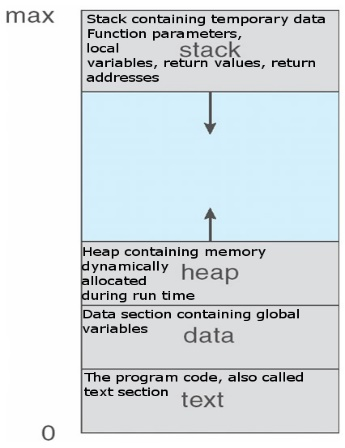 max
Stack containing temporary data
Function parameters,
local
stack
variables, return values, return
addresses
Heap containing memory
dynamically
heap
allocated
during run time
Data section containing global
variables
data
The program code, also called
text section
text
0